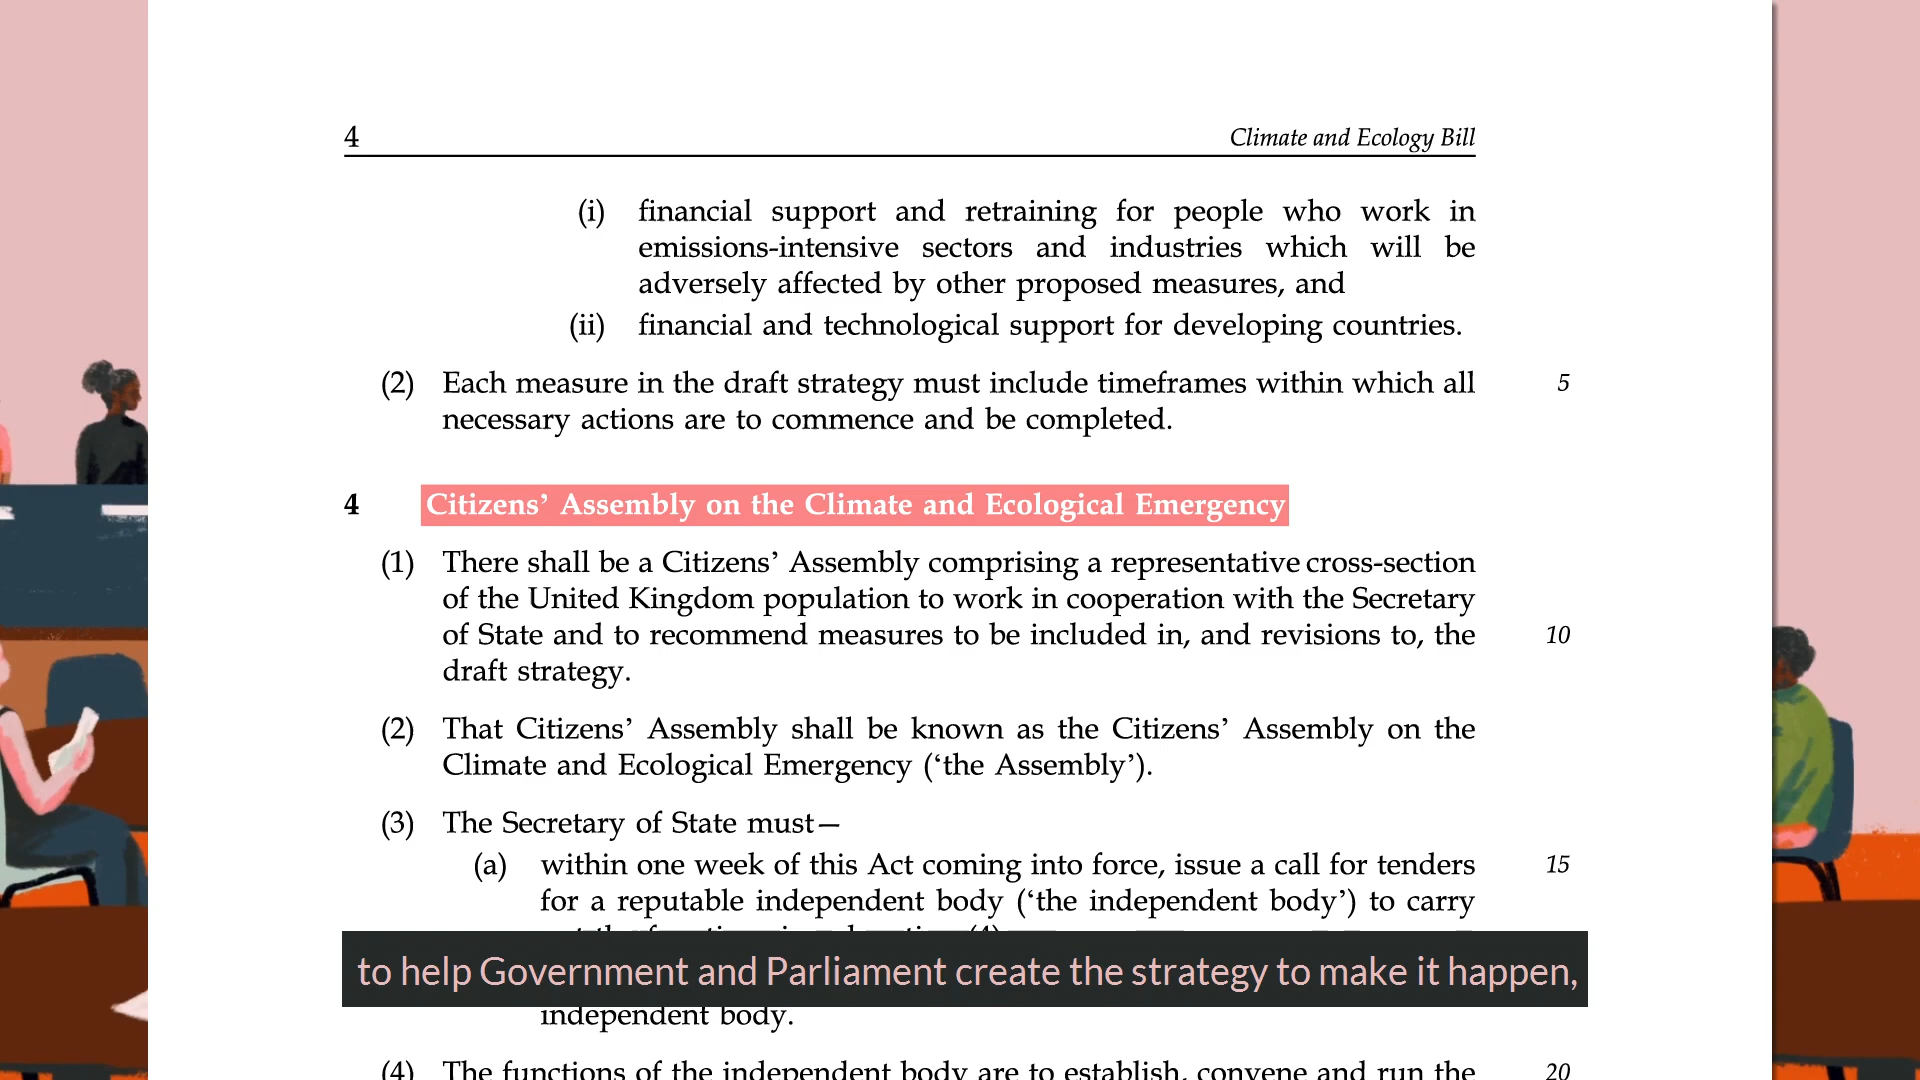 4 Climate and Ecology Bill
(i) financial support and retraining for people who work in
emissions-intensive sectors and industries which will be
adversely affected by other proposed measures, and
(ii) financial and technological support for developing countries.
(2) Each measure in the draft strategy must include timeframes within which all 5
necessary actions are to commence and be completed.
4 Citizens’ Assembly on the Climate and Ecological Emergency
(1) There shall be a Citizens’ Assembly comprising a representative cross-section
of the United Kingdom population to work in cooperation with the Secretary
of State and to recommend measures to be included in, and revisions to, the 10
draft strategy.
(2) That Citizens’ Assembly shall be known as the Citizens’ Assembly on the
Climate and Ecological Emergency (‘the Assembly’).
(3) The Secretary of State must—
(a) within one week of this Act coming into force, issue a call for tenders 15
for a reputable independent body (‘the independent body’) to carry
to help Government and Parliament create the strategy to make it happen,
independent body.
(4) The functions of the independent body are to establish, convene and run the 20